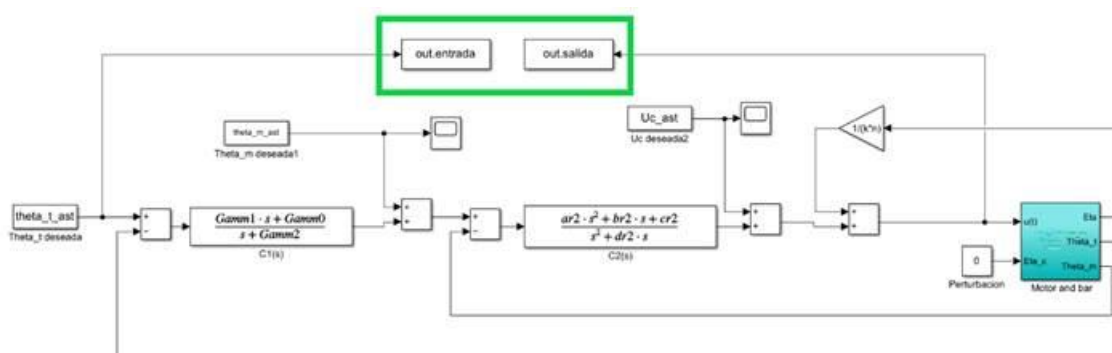 out.entrada
out.salida
theta_m_ast
Theta_m deseada1
Uc_ast
Uc deseada2
1/(k*n)
theta_t_ast
Theta_t deseada
+
−
Gamm1 · s + Gamm0
s + Gamm2
C1(s)
+
+
+
−
ar2 · s² + br2 · s + cr2
s² + dr2 · s
C2(s)
+
+
+
+
0
Perturbacion
u(t)
Eta
Theta_t
Theta_m
Motor and bar